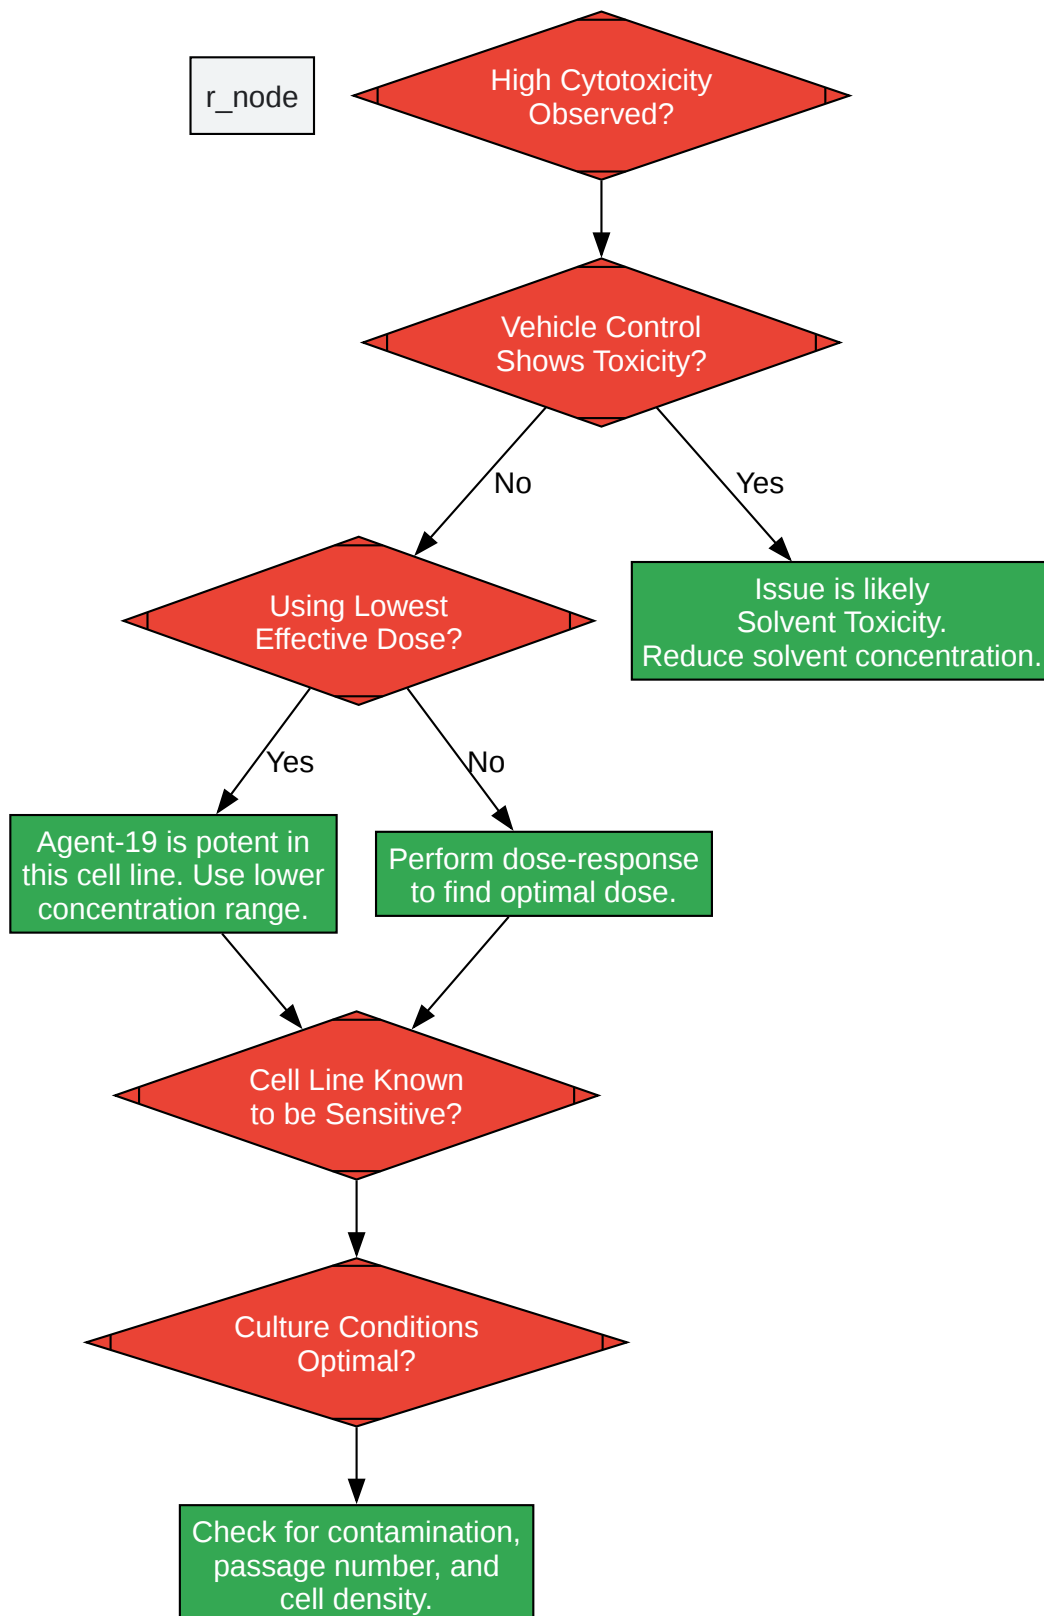 r_node
High Cytotoxicity
Observed?
Vehicle Control
Shows Toxicity?
No
Yes
Using Lowest
Effective Dose?
Issue is likely
Solvent Toxicity.
Reduce solvent concentration.
Yes
No
Agent-19 is potent in
this cell line. Use lower
concentration range.
Perform dose-response
to find optimal dose.
Cell Line Known
to be Sensitive?
Culture Conditions
Optimal?
Check for contamination,
passage number, and
cell density.